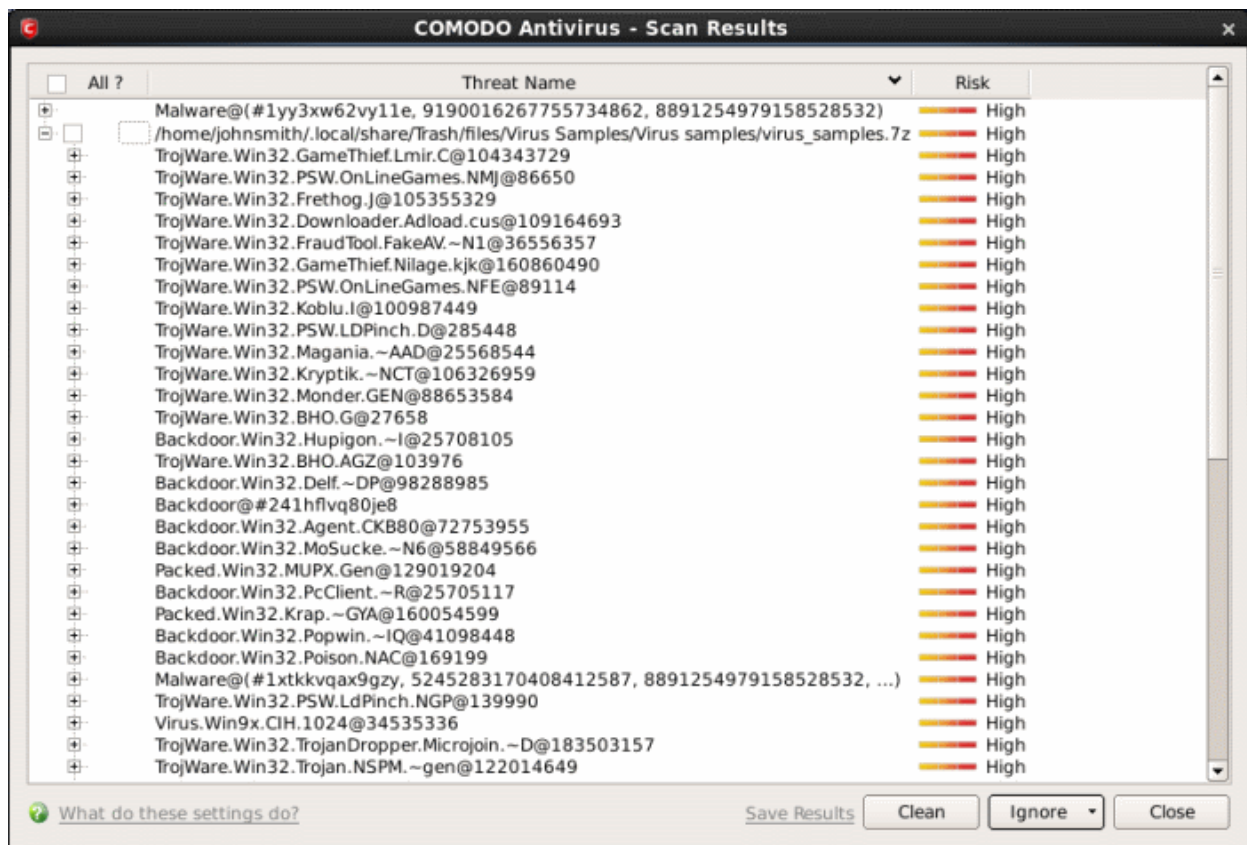 COMODO Antivirus - Scan Results
All ? Threat Name Risk
Malware@(#1yy3xw62vy11e, 9190016267755734862, 8891254979158528532) High
/home/johnsmith/.local/share/Trash/files/Virus Samples/Virus samples/virus_samples.7z High
TrojWare.Win32.GameThief.Lmir.C@104343729 High
TrojWare.Win32.PSW.OnLineGames.NMJ@86650 High
TrojWare.Win32.Frethog.J@105355329 High
TrojWare.Win32.Downloader.Adload.cus@109164693 High
TrojWare.Win32.FraudTool.FakeAV.~N1@36556357 High
TrojWare.Win32.GameThief.Nilage.kjk@160860490 High
TrojWare.Win32.PSW.OnLineGames.NFE@89114 High
TrojWare.Win32.Koblu.I@100987449 High
TrojWare.Win32.PSW.LDPinch.D@285448 High
TrojWare.Win32.Magania.~AAD@25568544 High
TrojWare.Win32.Kryptik.~NCT@106326959 High
TrojWare.Win32.Monder.GEN@88653584 High
TrojWare.Win32.BHO.G@27658 High
Backdoor.Win32.Hupigon.~I@25708105 High
TrojWare.Win32.BHO.AGZ@103976 High
Backdoor.Win32.Delf.~DP@98288985 High
Backdoor@#241hflvq80je8 High
Backdoor.Win32.Agent.CKB80@72753955 High
Backdoor.Win32.MoSucke.~N6@58849566 High
Packed.Win32.MUPX.Gen@129019204 High
Backdoor.Win32.PcClient.~R@25705117 High
Packed.Win32.Krap.~GYA@160054599 High
Backdoor.Win32.Popwin.~IQ@41098448 High
Backdoor.Win32.Poison.NAC@169199 High
Malware@(#1xtkkvqax9gzy, 5245283170408412587, 8891254979158528532, ...) High
TrojWare.Win32.PSW.LdPinch.NGP@139990 High
Virus.Win9x.CIH.1024@34535336 High
TrojWare.Win32.TrojanDropper.Microjoin.~D@183503157 High
TrojWare.Win32.Trojan.NSPM.~gen@122014649 High
What do these settings do? Save Results Clean Ignore Close